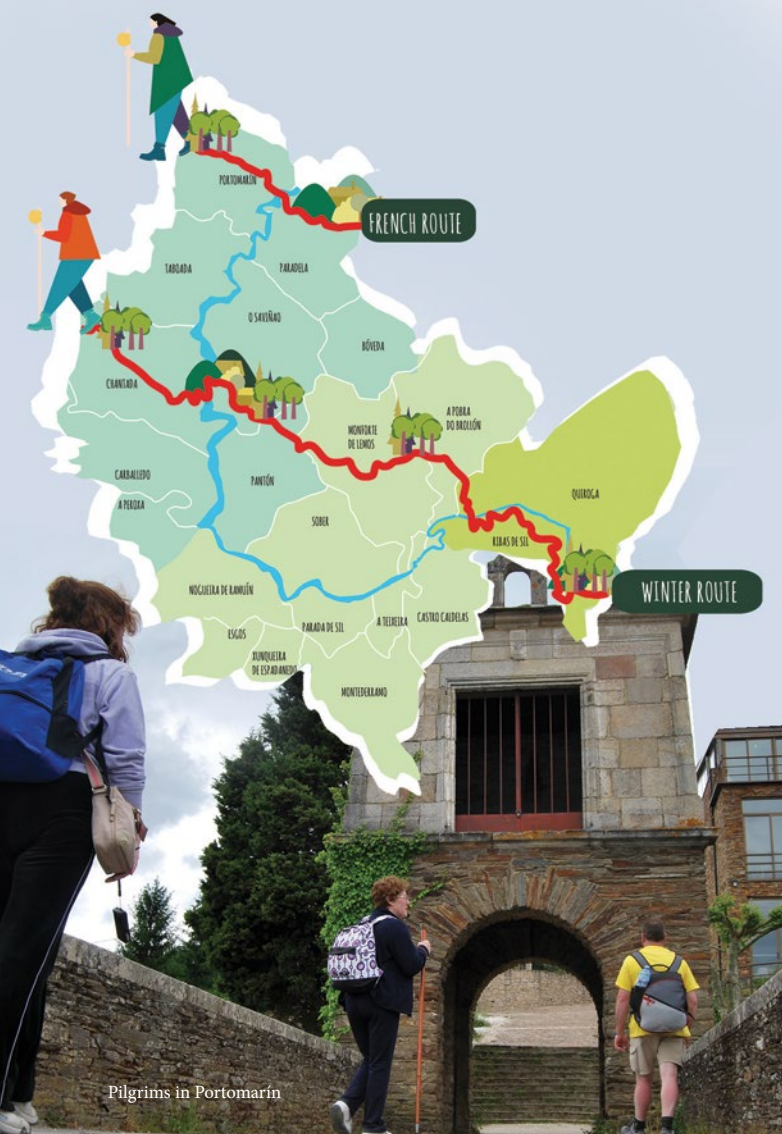 PORTOMARÍN
FRENCH ROUTE
TABOADA
PARADELA
O SAVIÑAO
BÓVEDA
CHANTADA
A POBRA
DO BROLLÓN
MONFORTE
DE LEMOS
CARBALLEDO
PANTÓN
A PEROXA
QUIROGA
SOBER
RIBAS DE SIL
NOGUEIRA DE RAMUÍN
WINTER ROUTE
ESGOS
PARADA DE SIL
A TEIXEIRA
CASTRO CALDELAS
XUNQUEIRA
DE ESPADANEDO
MONTEDERRAMO
Pilgrims in Portomarín